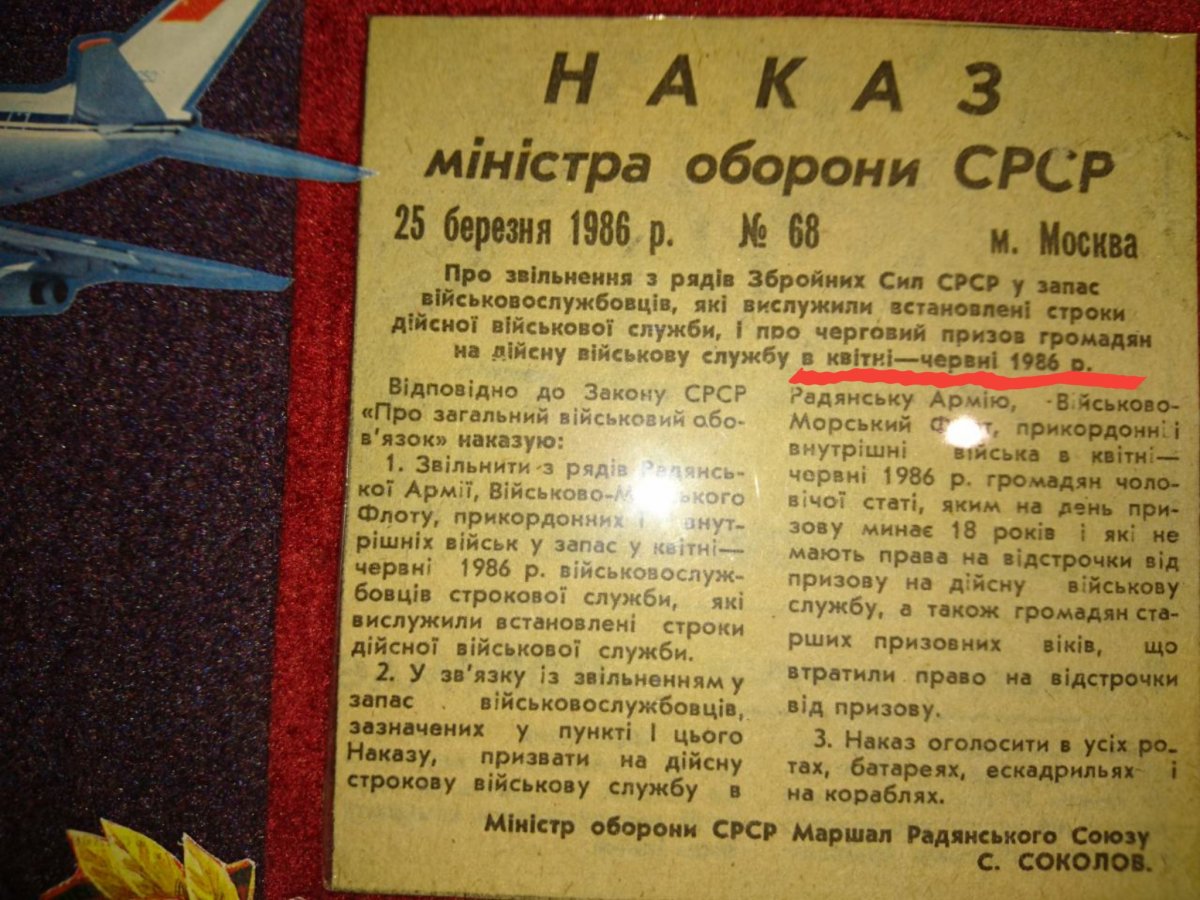 НАКАЗ
міністра оборони СРСР
25 березня 1986 р. № 68 м. Москва
Про звільнення з рядів Збройних Сил СРСР у запас
військовослужбовців, які вислужили встановлені строки
дійсної військової служби, і про черговий призов громадян
на дійсну військову службу в квітні—червні 1986 р.
Відповідно до Закону СРСР
«Про загальний військовий обо-
в'язок» наказую:
1. Звільнити з рядів Радянсь-
кої Армії, Військово-Морського
Флоту, прикордонних і внут-
рішніх військ у запас у квітні—
червні 1986 р. військовослуж-
бовців строкової служби, які
вислужили встановлені строки
дійсної військової служби.
2. У зв'язку із звільненням у
запас військовослужбовців,
зазначених у пункті І цього
Наказу, призвати на дійсну
строкову військову службу в
Радянську Армію, Військово-
Морський Флот, прикордонні і
внутрішні війська в квітні—
червні 1986 р. громадян чоло-
вічої статі, яким на день при-
зову минає 18 років і які не
мають права на відстрочки від
призову на дійсну військову
службу, а також громадян ста-
рших призовних віків, що
втратили право на відстрочки
від призову.
3. Наказ оголосити в усіх ро-
тах, батареях, ескадрильях і
на кораблях.
Міністр оборони СРСР Маршал Радянського Союзу
С. СОКОЛОВ.